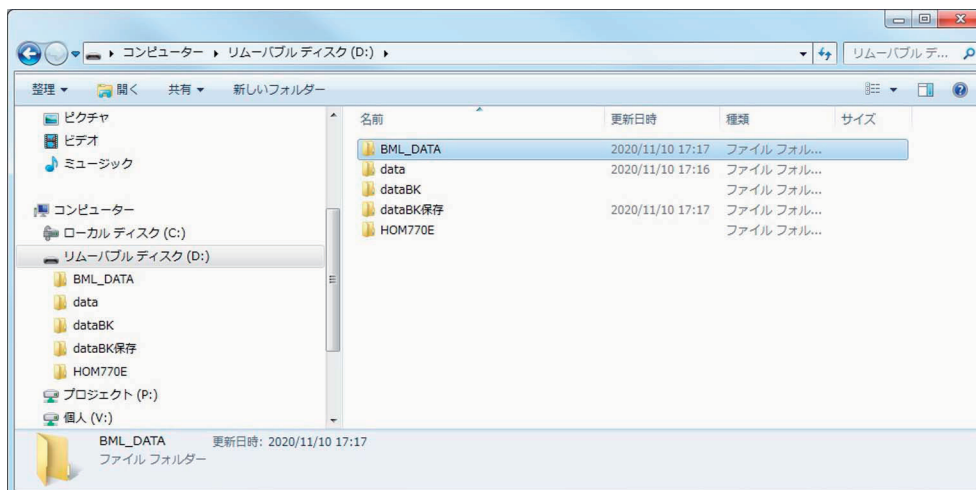 コンピューター ▸ リムーバブル ディスク (D:) ▸ リムーバブル デ...
整理 ▼ 開く 共有 ▼ 新しいフォルダー
ピクチャ
ビデオ
ミュージック
コンピューター
ローカル ディスク (C:)
リムーバブル ディスク (D:)
BML_DATA
data
dataBK
dataBK保存
HOM770E
プロジェクト (P:)
個人 (V:)
名前 更新日時 種類 サイズ
BML_DATA 2020/11/10 17:17 ファイル フォル...
data 2020/11/10 17:16 ファイル フォル...
dataBK ファイル フォル...
dataBK保存 2020/11/10 17:17 ファイル フォル...
HOM770E ファイル フォル...
BML_DATA 更新日時: 2020/11/10 17:17
ファイル フォルダー